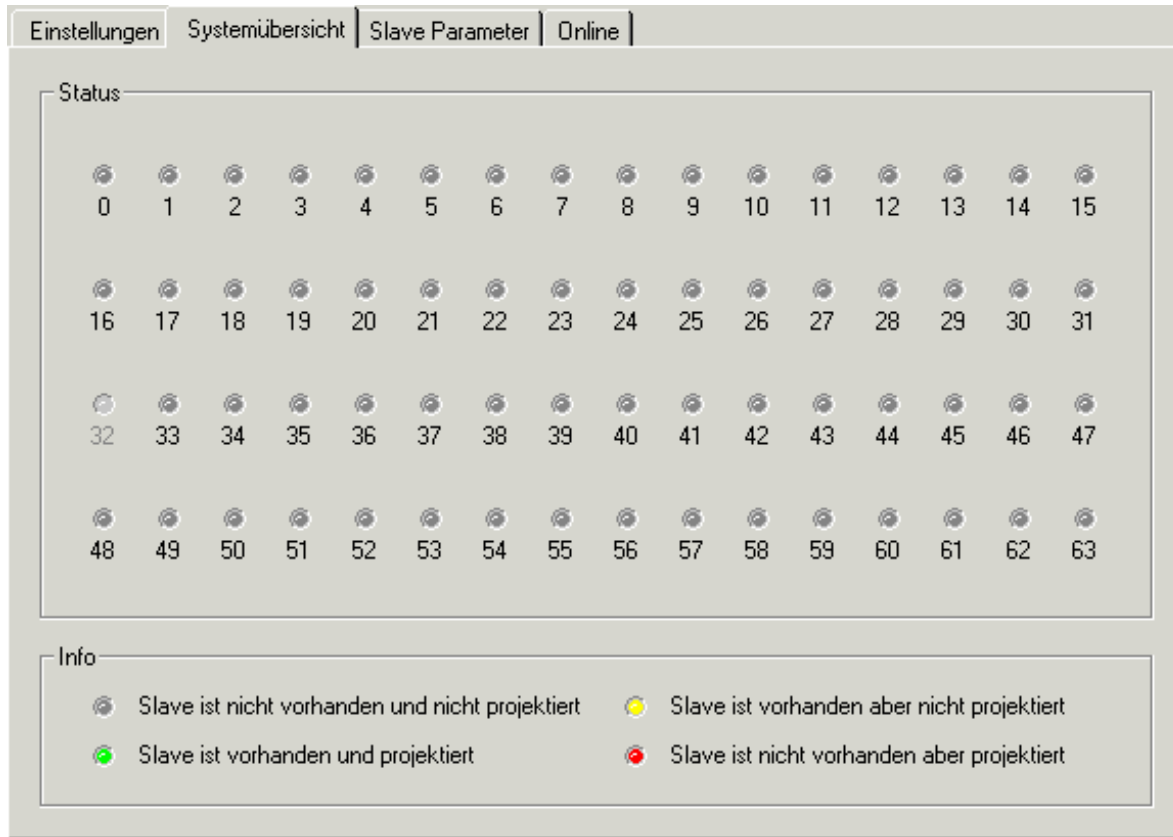 Einstellungen Systemübersicht Slave Parameter Online
Status
0 1 2 3 4 5 6 7 8 9 10 11 12 13 14 15
16 17 18 19 20 21 22 23 24 25 26 27 28 29 30 31
32 33 34 35 36 37 38 39 40 41 42 43 44 45 46 47
48 49 50 51 52 53 54 55 56 57 58 59 60 61 62 63
Info
Slave ist nicht vorhanden und nicht projektiert Slave ist vorhanden aber nicht projektiert
Slave ist vorhanden und projektiert Slave ist nicht vorhanden aber projektiert